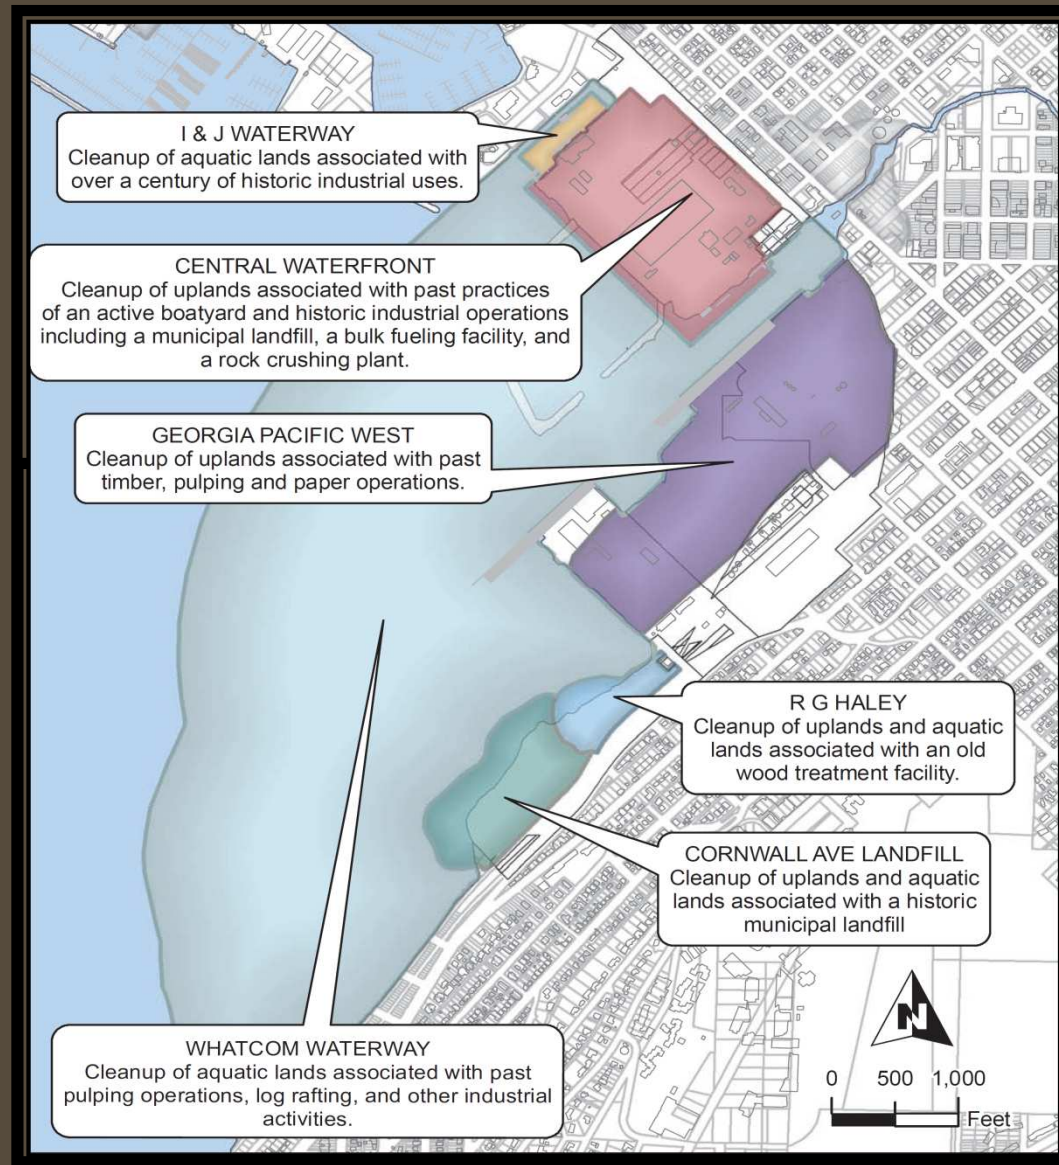 I & J WATERWAY
Cleanup of aquatic lands associated with
over a century of historic industrial uses.
CENTRAL WATERFRONT
Cleanup of uplands associated with past practices
of an active boatyard and historic industrial operations
including a municipal landfill, a bulk fueling facility, and
a rock crushing plant.
GEORGIA PACIFIC WEST
Cleanup of uplands associated with past
timber, pulping and paper operations.
R G HALEY
Cleanup of uplands and aquatic
lands associated with an old
wood treatment facility.
CORNWALL AVE LANDFILL
Cleanup of uplands and aquatic
lands associated with a historic
municipal landfill
WHATCOM WATERWAY
Cleanup of aquatic lands associated with past
pulping operations, log rafting, and other industrial
activities.
N
0 500 1,000
Feet